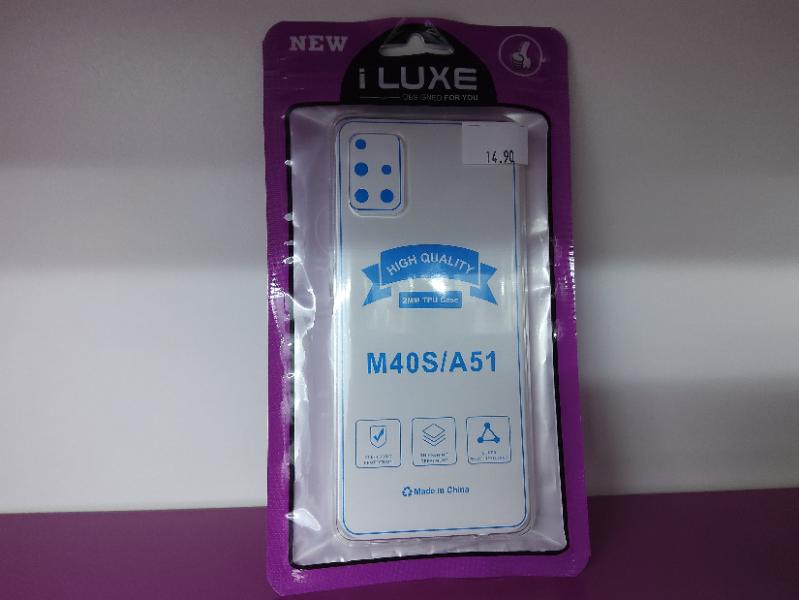 NEW
i LUXE
DESIGNED FOR YOU
14.90
HIGH QUALITY
2MM TPU Case
M40S/A51
Made in China